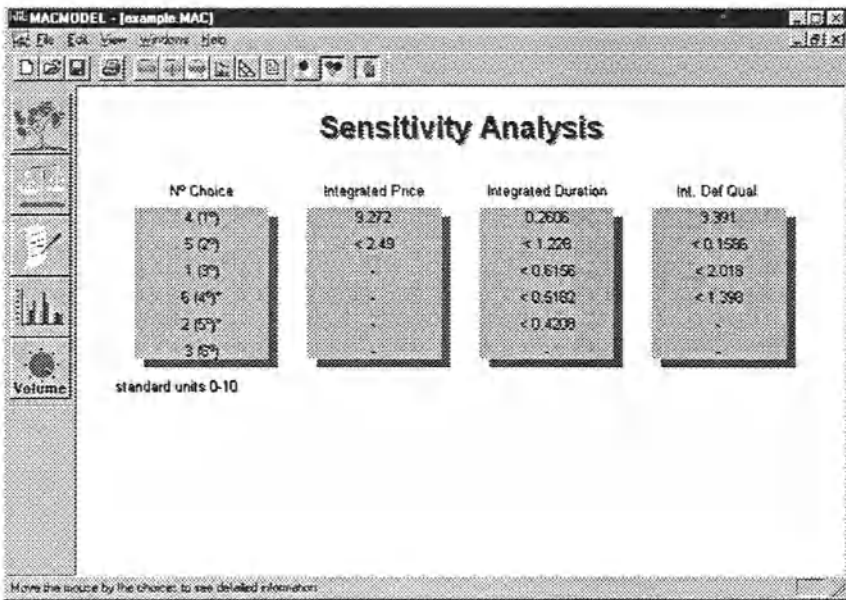 MACMODEL - [example.MAC]
File Edit View Windows Help
Sensitivity Analysis
Nº Choice Integrated Price Integrated Duration Int. Def Qual
4 (1º) 9.272 0.2606 3.391
5 (2º) < 2.49 < 1.228 < 0.1586
1 (3º) - < 0.6156 < 2.018
6 (4º)* - < 0.5182 < 1.398
2 (5º)* - < 0.4208 -
3 (6º) - - -
Volume
standard units 0-10
Move the mouse by the choices to see detailed information